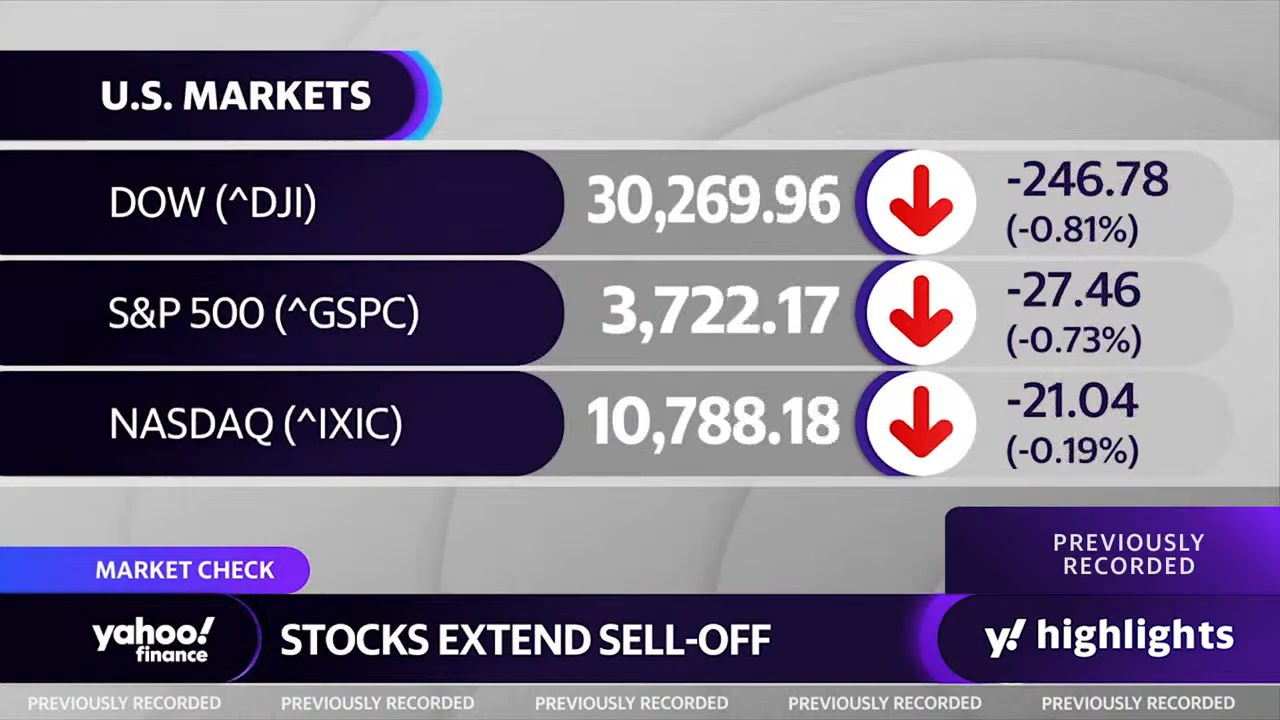 U.S. MARKETS
DOW (^DJI) 30,269.96 -246.78
(-0.81%)
S&P 500 (^GSPC) 3,722.17 -27.46
(-0.73%)
NASDAQ (^IXIC) 10,788.18 -21.04
(-0.19%)
PREVIOUSLY
RECORDED
MARKET CHECK
yahoo!
finance
STOCKS EXTEND SELL-OFF
y! highlights
PREVIOUSLY RECORDED PREVIOUSLY RECORDED PREVIOUSLY RECORDED PREVIOUSLY RECORDED PREVIOUSLY RECORDED